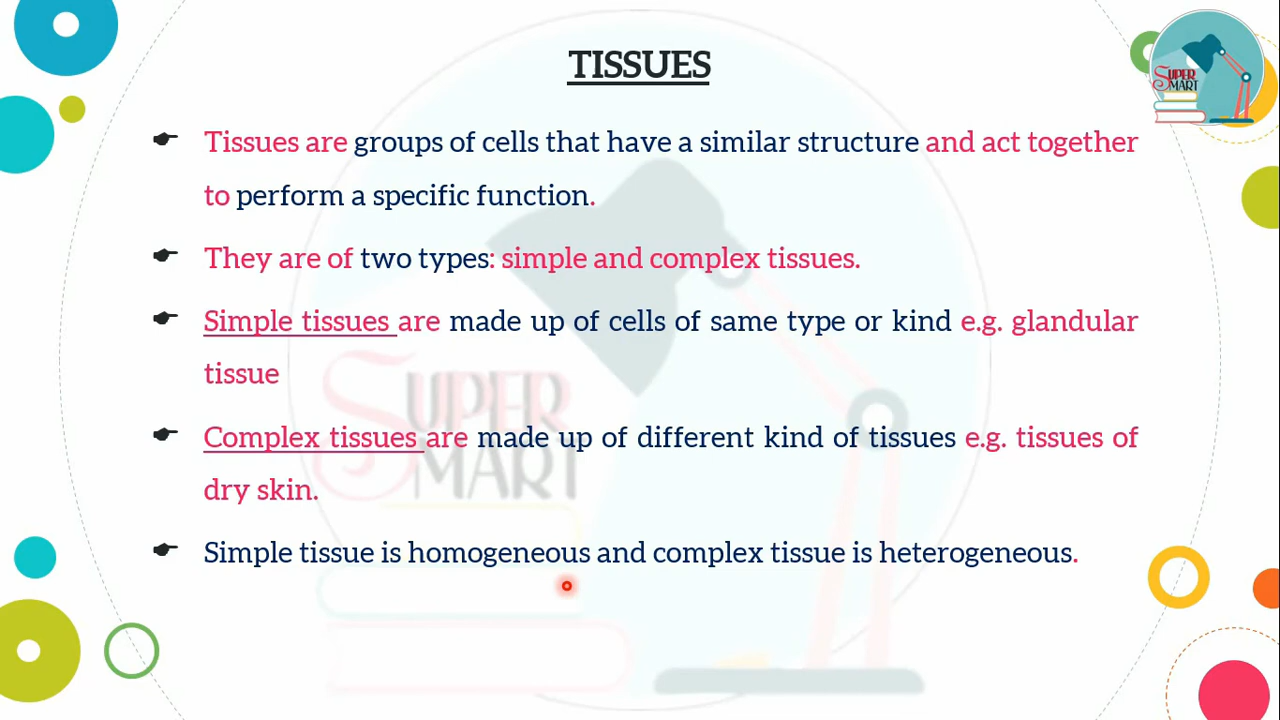 TISSUES
SUPER
MART
Tissues are groups of cells that have a similar structure and act together
to perform a specific function.
They are of two types: simple and complex tissues.
Simple tissues are made up of cells of same type or kind e.g. glandular
tissue
SUPER
MART
Complex tissues are made up of different kind of tissues e.g. tissues of
dry skin.
Simple tissue is homogeneous and complex tissue is heterogeneous.